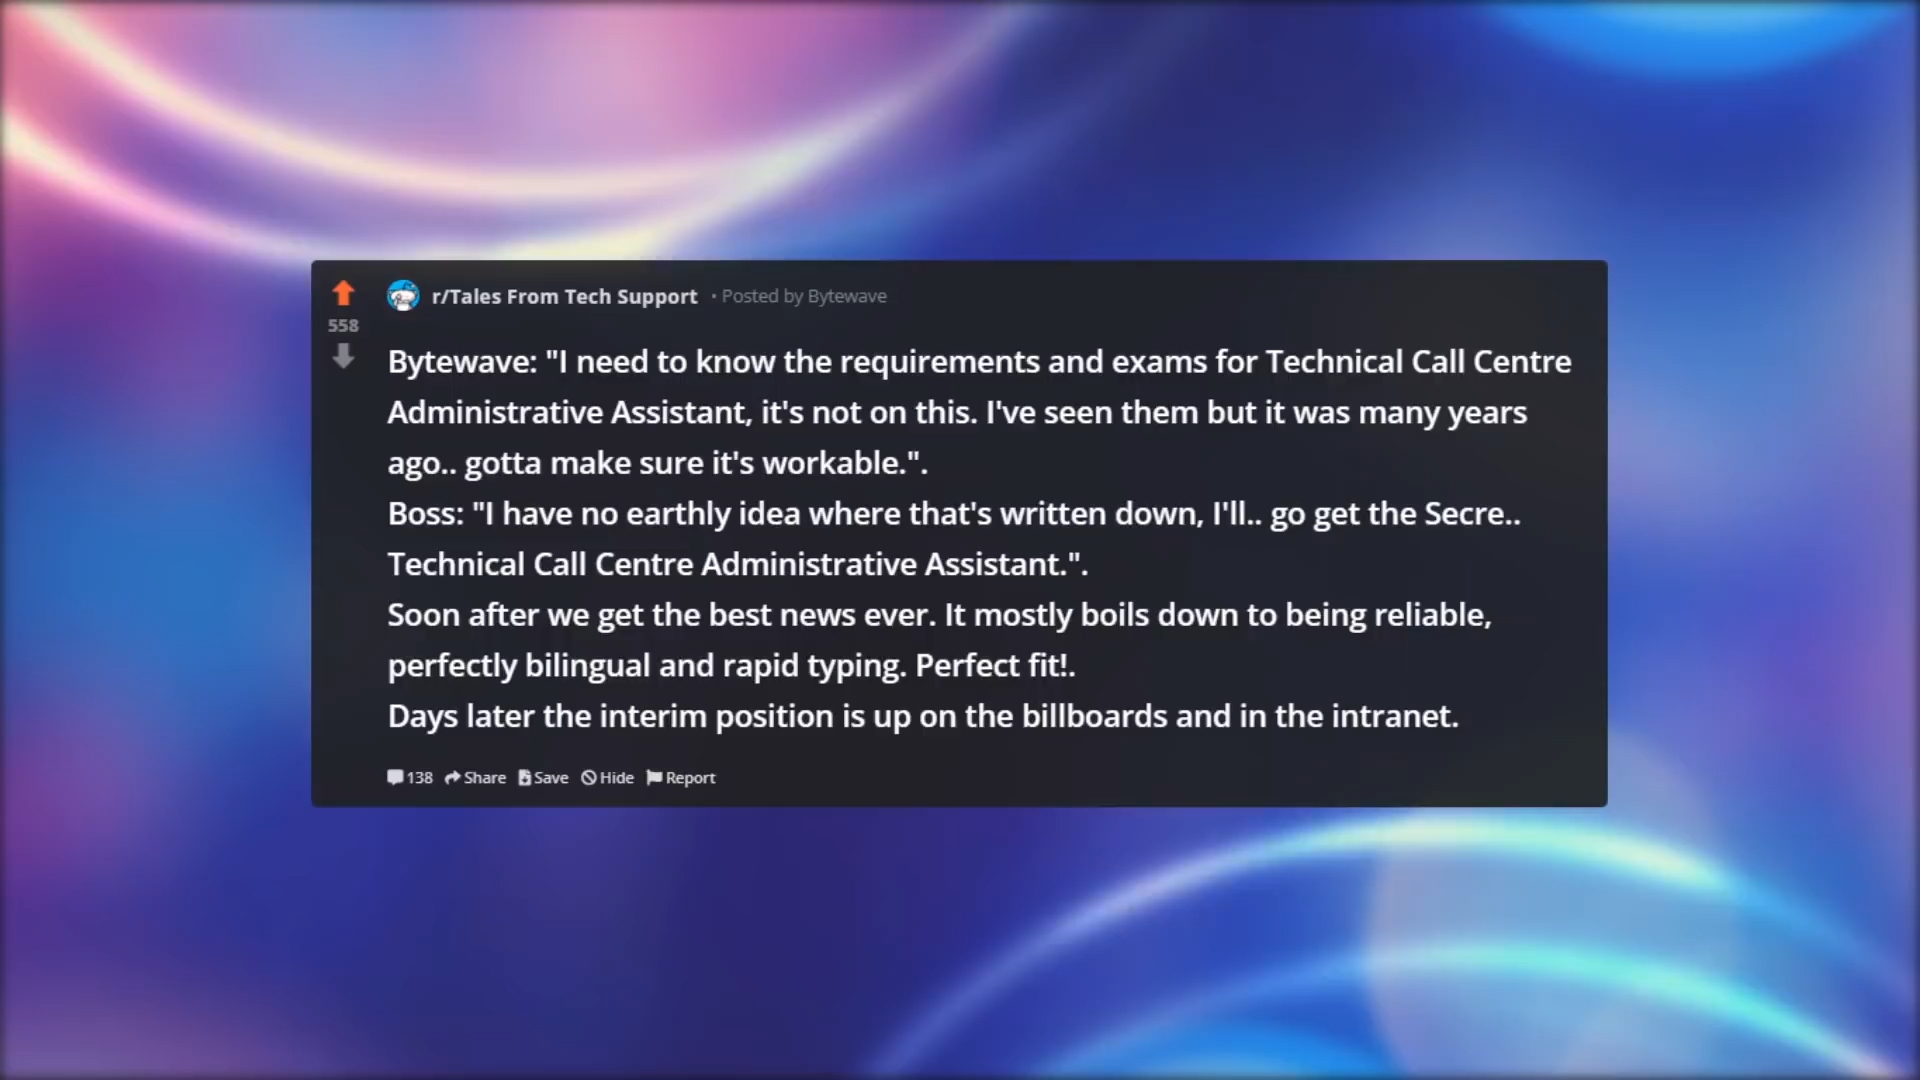 r/Tales From Tech Support • Posted by Bytewave
558
Bytewave: "I need to know the requirements and exams for Technical Call Centre
Administrative Assistant, it's not on this. I've seen them but it was many years
ago.. gotta make sure it's workable.".
Boss: "I have no earthly idea where that's written down, I'll.. go get the Secre..
Technical Call Centre Administrative Assistant.".
Soon after we get the best news ever. It mostly boils down to being reliable,
perfectly bilingual and rapid typing. Perfect fit!.
Days later the interim position is up on the billboards and in the intranet.
138 Share Save Hide Report